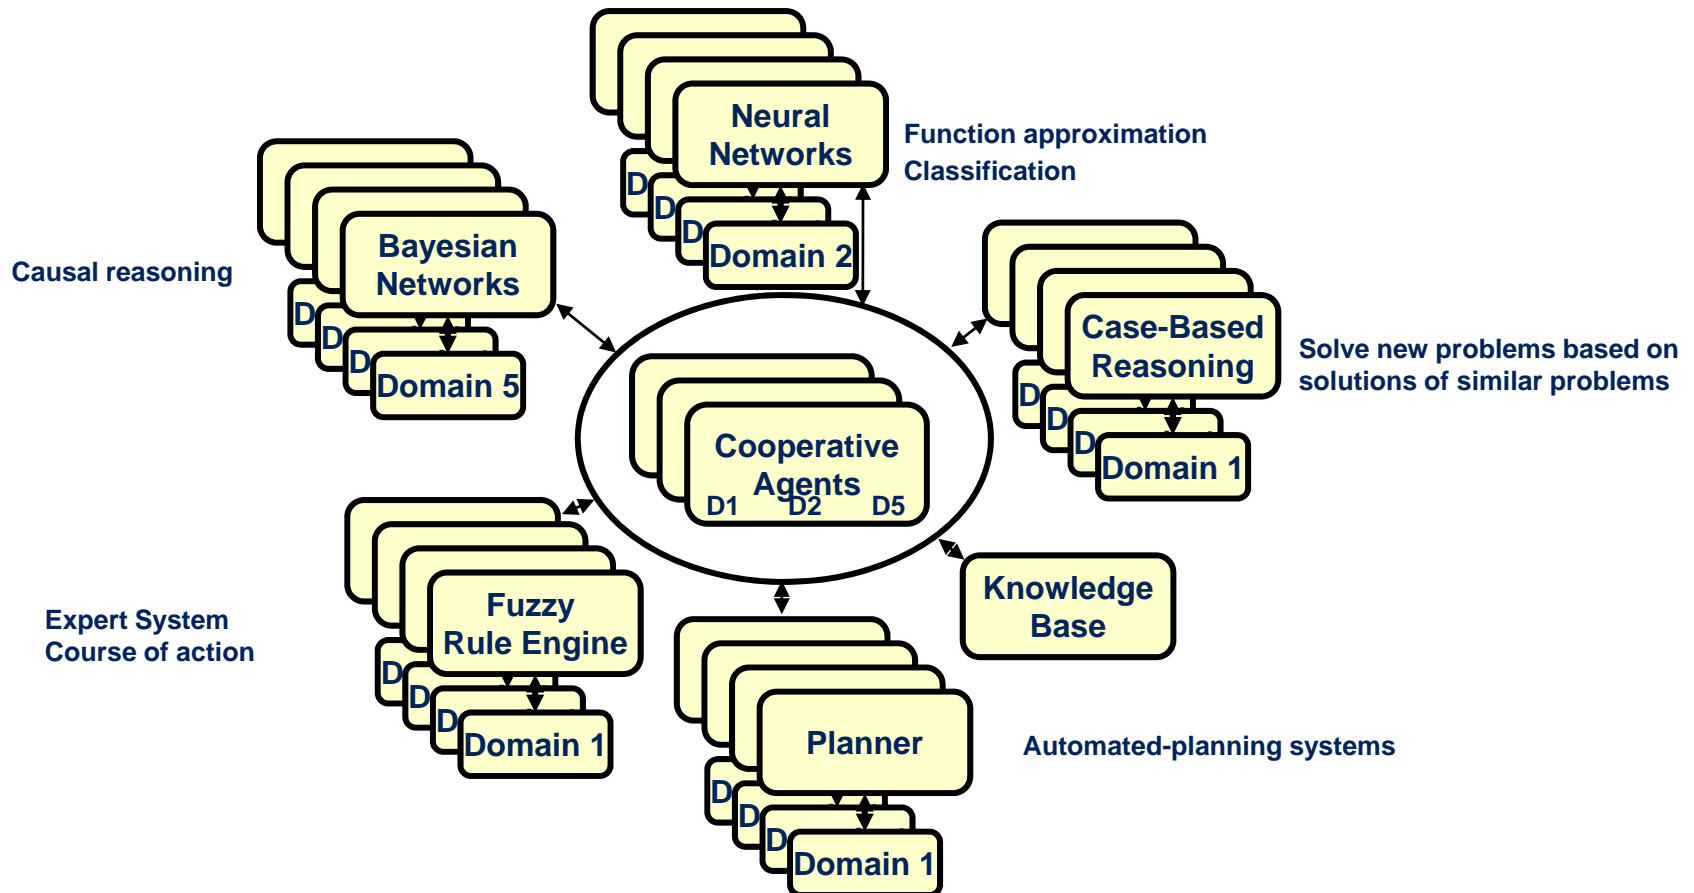 Neural
Networks
Function approximation
Classification
D
D
D
D
Domain 2
Bayesian
Networks
Causal reasoning
D
D
D
Domain 5
Case-Based
Reasoning
Solve new problems based on
solutions of similar problems
D
D
D
Domain 1
Cooperative
Agents
D1 D2 D5
Fuzzy
Rule Engine
Expert System
Course of action
D
D
D
Domain 1
Knowledge
Base
Planner
Automated-planning systems
D
D
D
Domain 1